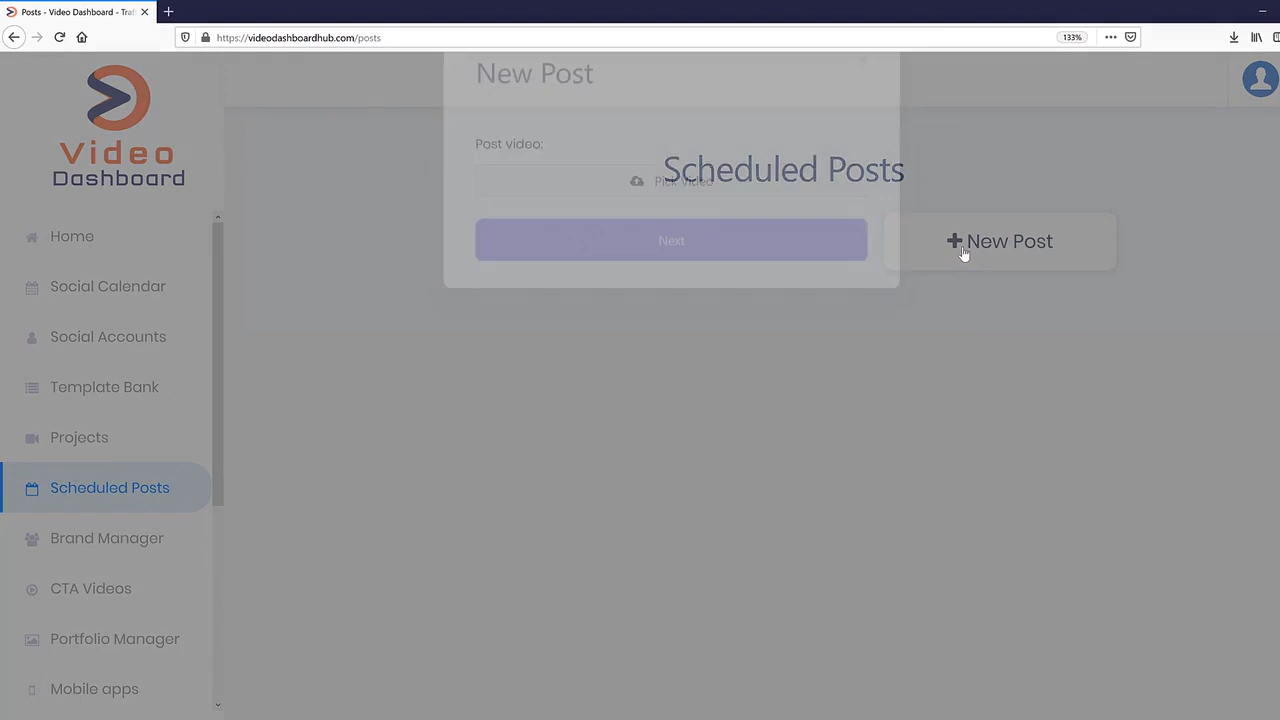 Posts - Video Dashboard - Traf
https://videodashboardhub.com/posts
133%
Video
Dashboard
Home
Social Calendar
Social Accounts
Template Bank
Projects
Scheduled Posts
Brand Manager
CTA Videos
Portfolio Manager
Mobile apps
New Post
Post video:
Pick Video
Next
Scheduled Posts
New Post